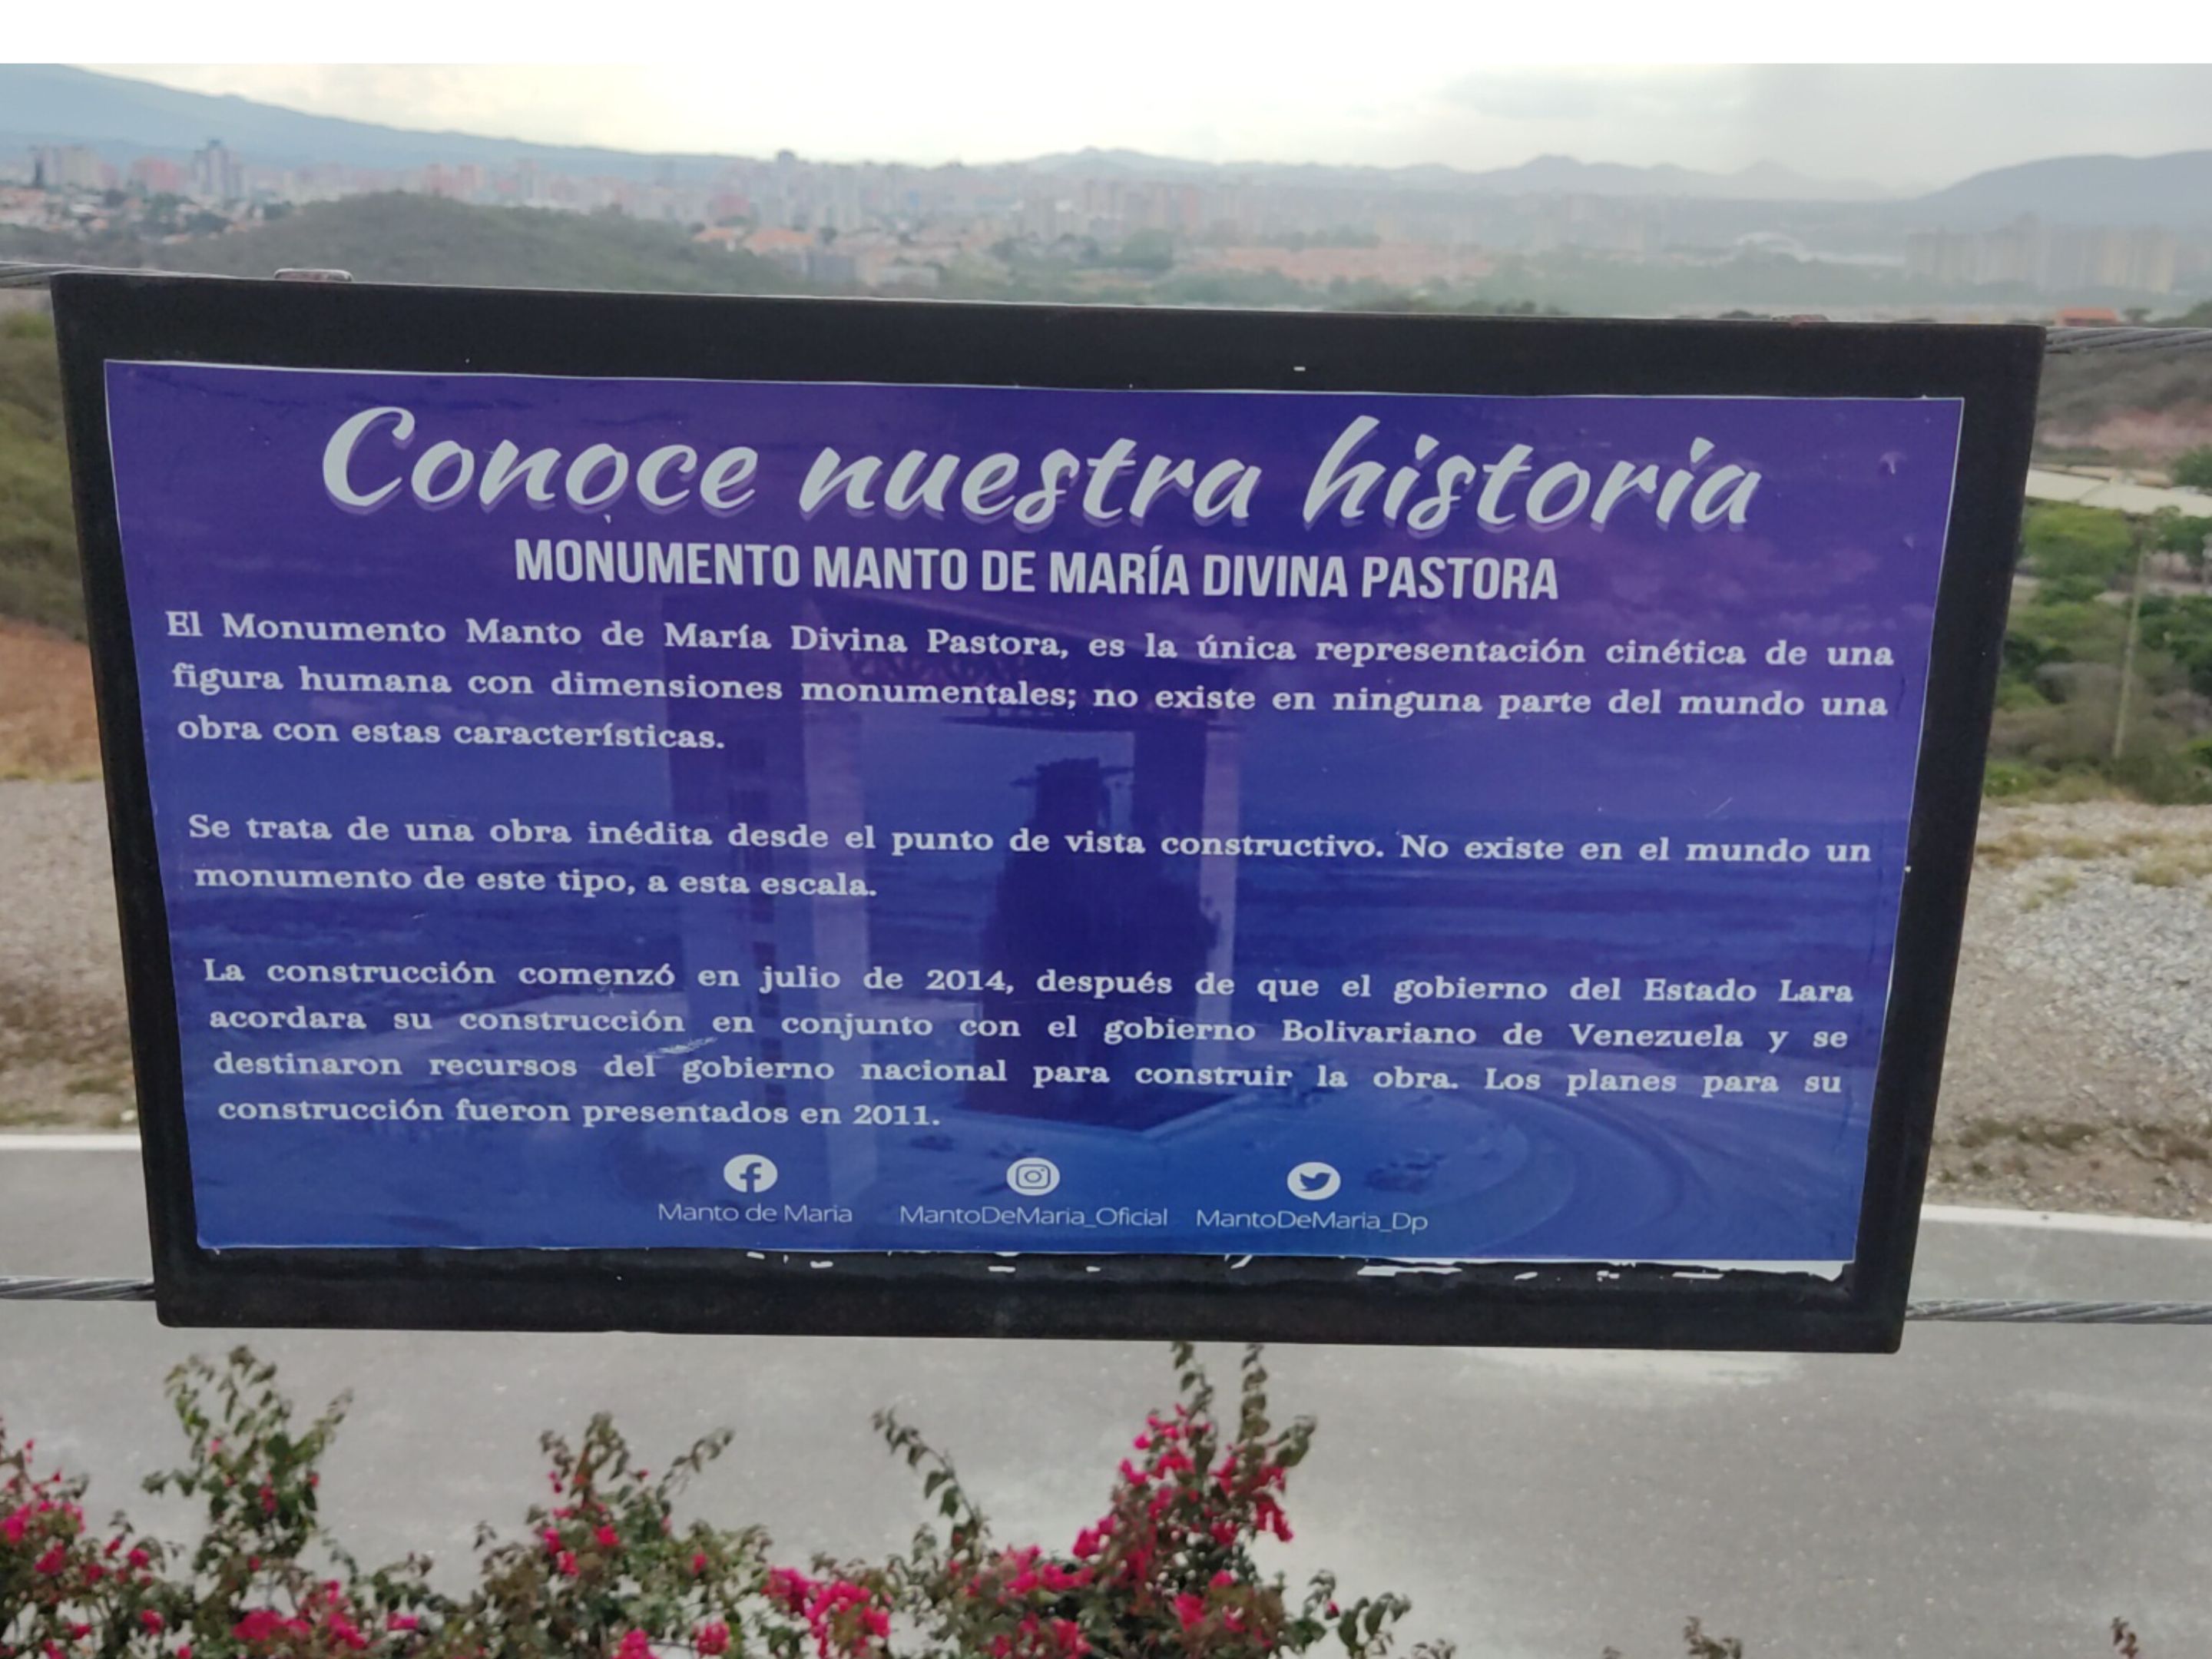 Conoce nuestra historia
MONUMENTO MANTO DE MARÍA DIVINA PASTORA
El Monumento Manto de María Divina Pastora, es la única representación cinética de una
figura humana con dimensiones monumentales; no existe en ninguna parte del mundo una
obra con estas características.
Se trata de una obra inédita desde el punto de vista constructivo. No existe en el mundo un
monumento de este tipo, a esta escala.
La construcción comenzó en julio de 2014, después de que el gobierno del Estado Lara
acordara su construcción en conjunto con el gobierno Bolivariano de Venezuela y se
destinaron recursos del gobierno nacional para construir la obra. Los planes para su
construcción fueron presentados en 2011.
Manto de Maria MantoDeMaria_Oficial MantoDeMaria_Dp